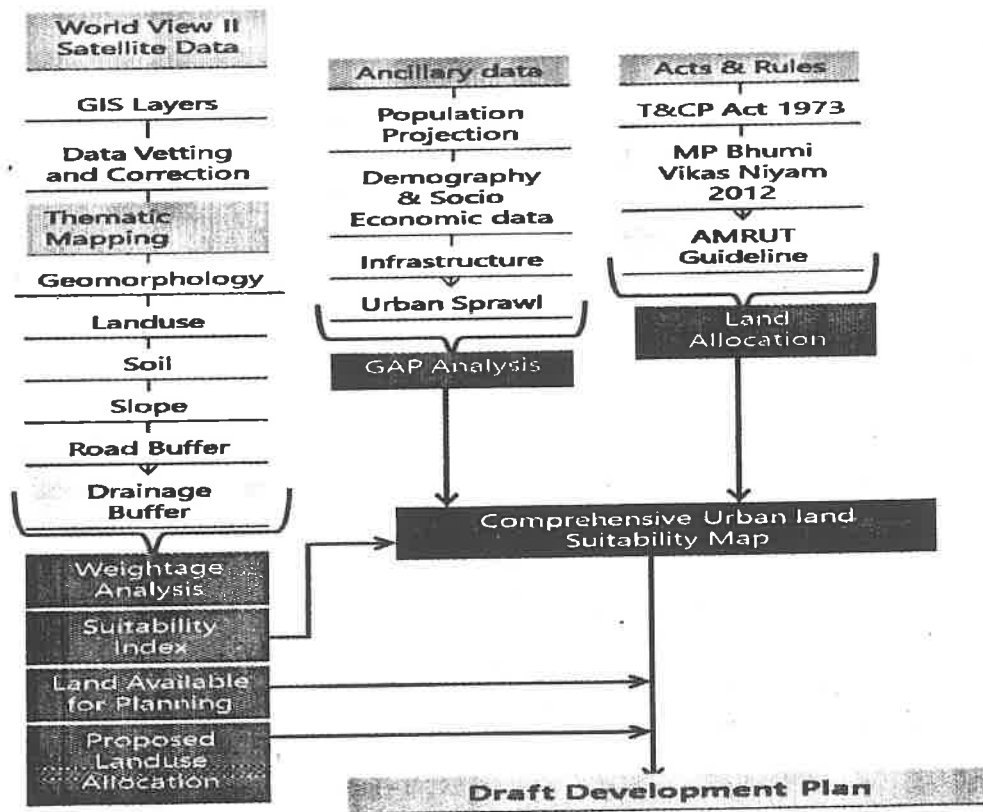 World View II
Satellite Data
GIS Layers
Data Vetting
and Correction
Thematic
Mapping
Geomorphology
Landuse
Soil
Slope
Road Buffer
Drainage
Buffer
Weightage
Analysis
Suitability
Index
Land Available
for Planning
Proposed
Landuse
Allocation
Ancillary data
Population
Projection
Demography
& Socio
Economic data
Infrastructure
Urban Sprawl
GAP Analysis
Acts & Rules
T&CP Act 1973
MP Bhumi
Vikas Niyam
2012
AMRUT
Guideline
Land
Allocation
Comprehensive Urban land
Suitability Map
Draft Development Plan